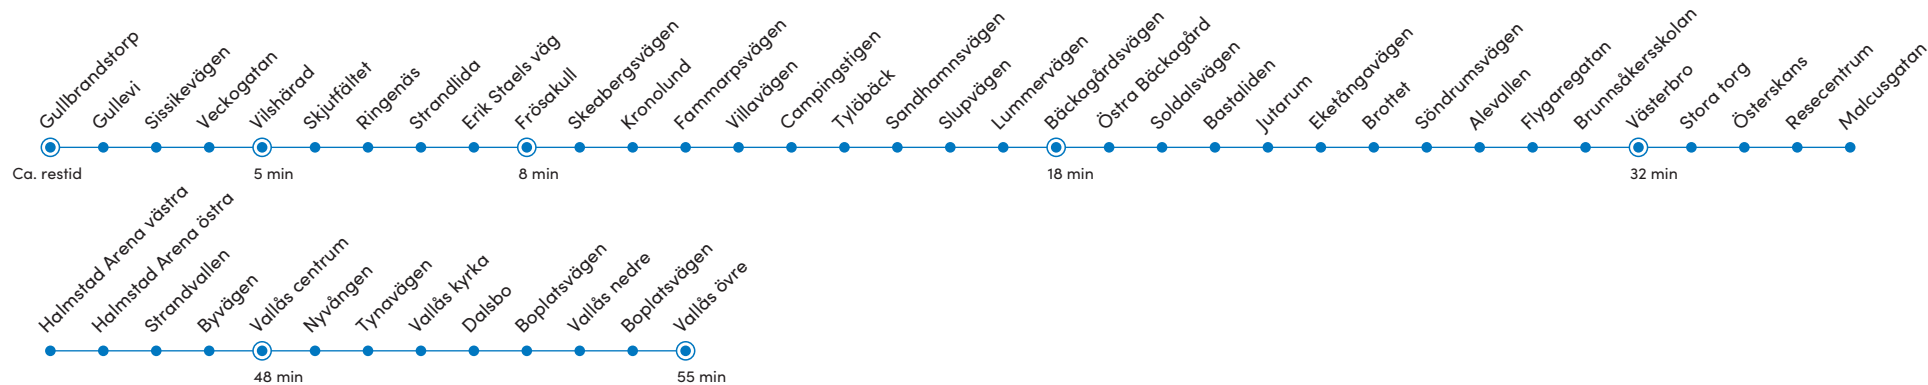 Gullbrandstorp
Gullevi
Sissikevägen
Veckogatan
Vilshärad
Skjutfältet
Ringenäs
Strandlida
Erik Staels väg
Frösakull
Skeabergsvägen
Kronolund
Fammarpsvägen
Villavägen
Campingstigen
Tylöbäck
Sandhamnsvägen
Slupvägen
Lummervägen
Bäckagårdsvägen
Östra Bäckagård
Soldalsvägen
Bastaliden
Jutarum
Eketångavägen
Brottet
Söndrumsvägen
Alevallen
Flygaregatan
Brunnsåkersskolan
Västerbro
Stora torg
Österskans
Resecentrum
Malcusgatan
Ca. restid
5 min
8 min
18 min
32 min
Halmstad Arena västra
Halmstad Arena östra
Strandvallen
Byvägen
Vallås centrum
Nyvången
Tynavägen
Vallås kyrka
Dalsbo
Boplatsvägen
Vallås nedre
Boplatsvägen
Vallås övre
48 min
55 min